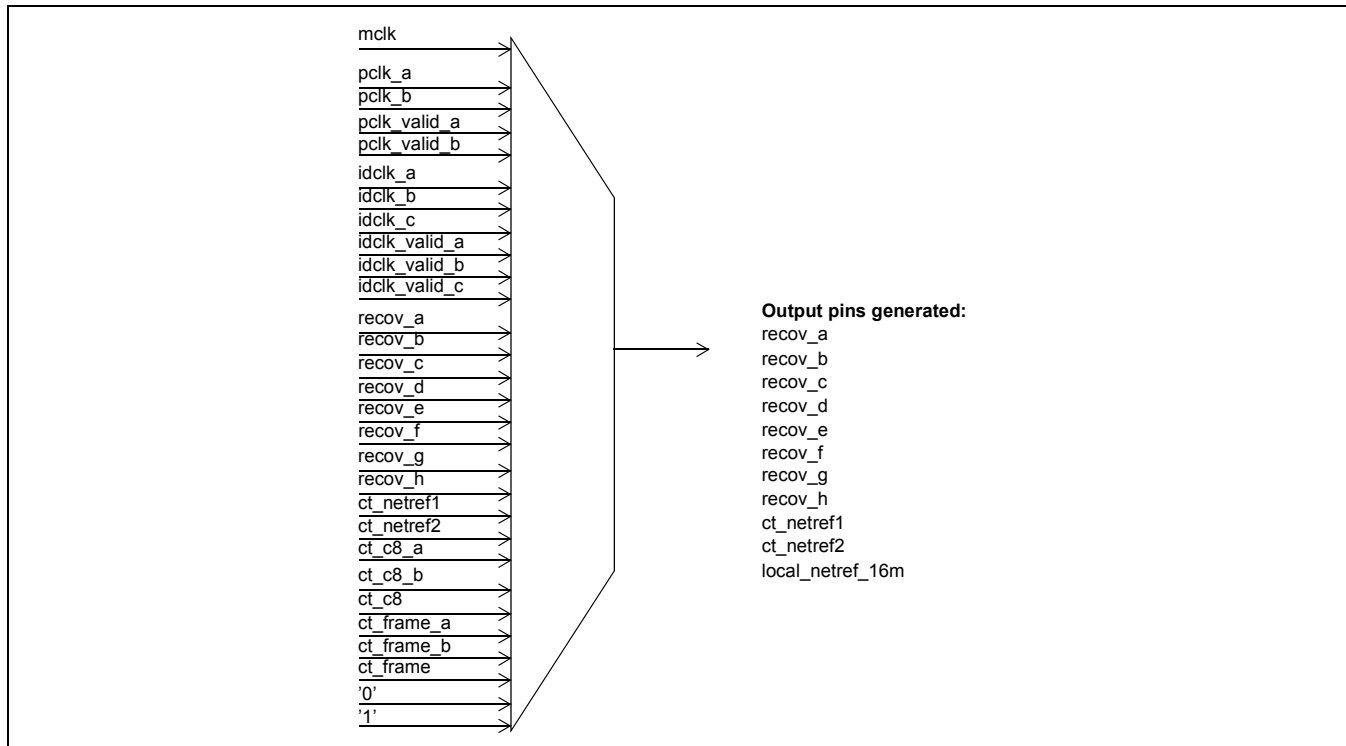 mclk
pclk_a
pclk_b
pclk_valid_a
pclk_valid_b
idclk_a
idclk_b
idclk_c
idclk_valid_a
idclk_valid_b
idclk_valid_c
recov_a
recov_b
recov_c
recov_d
recov_e
recov_f
recov_g
recov_h
ct_netref1
ct_netref2
ct_c8_a
ct_c8_b
ct_c8
ct_frame_a
ct_frame_b
ct_frame
’0’
’1’
Output pins generated:
recov_a
recov_b
recov_c
recov_d
recov_e
recov_f
recov_g
recov_h
ct_netref1
ct_netref2
local_netref_16m